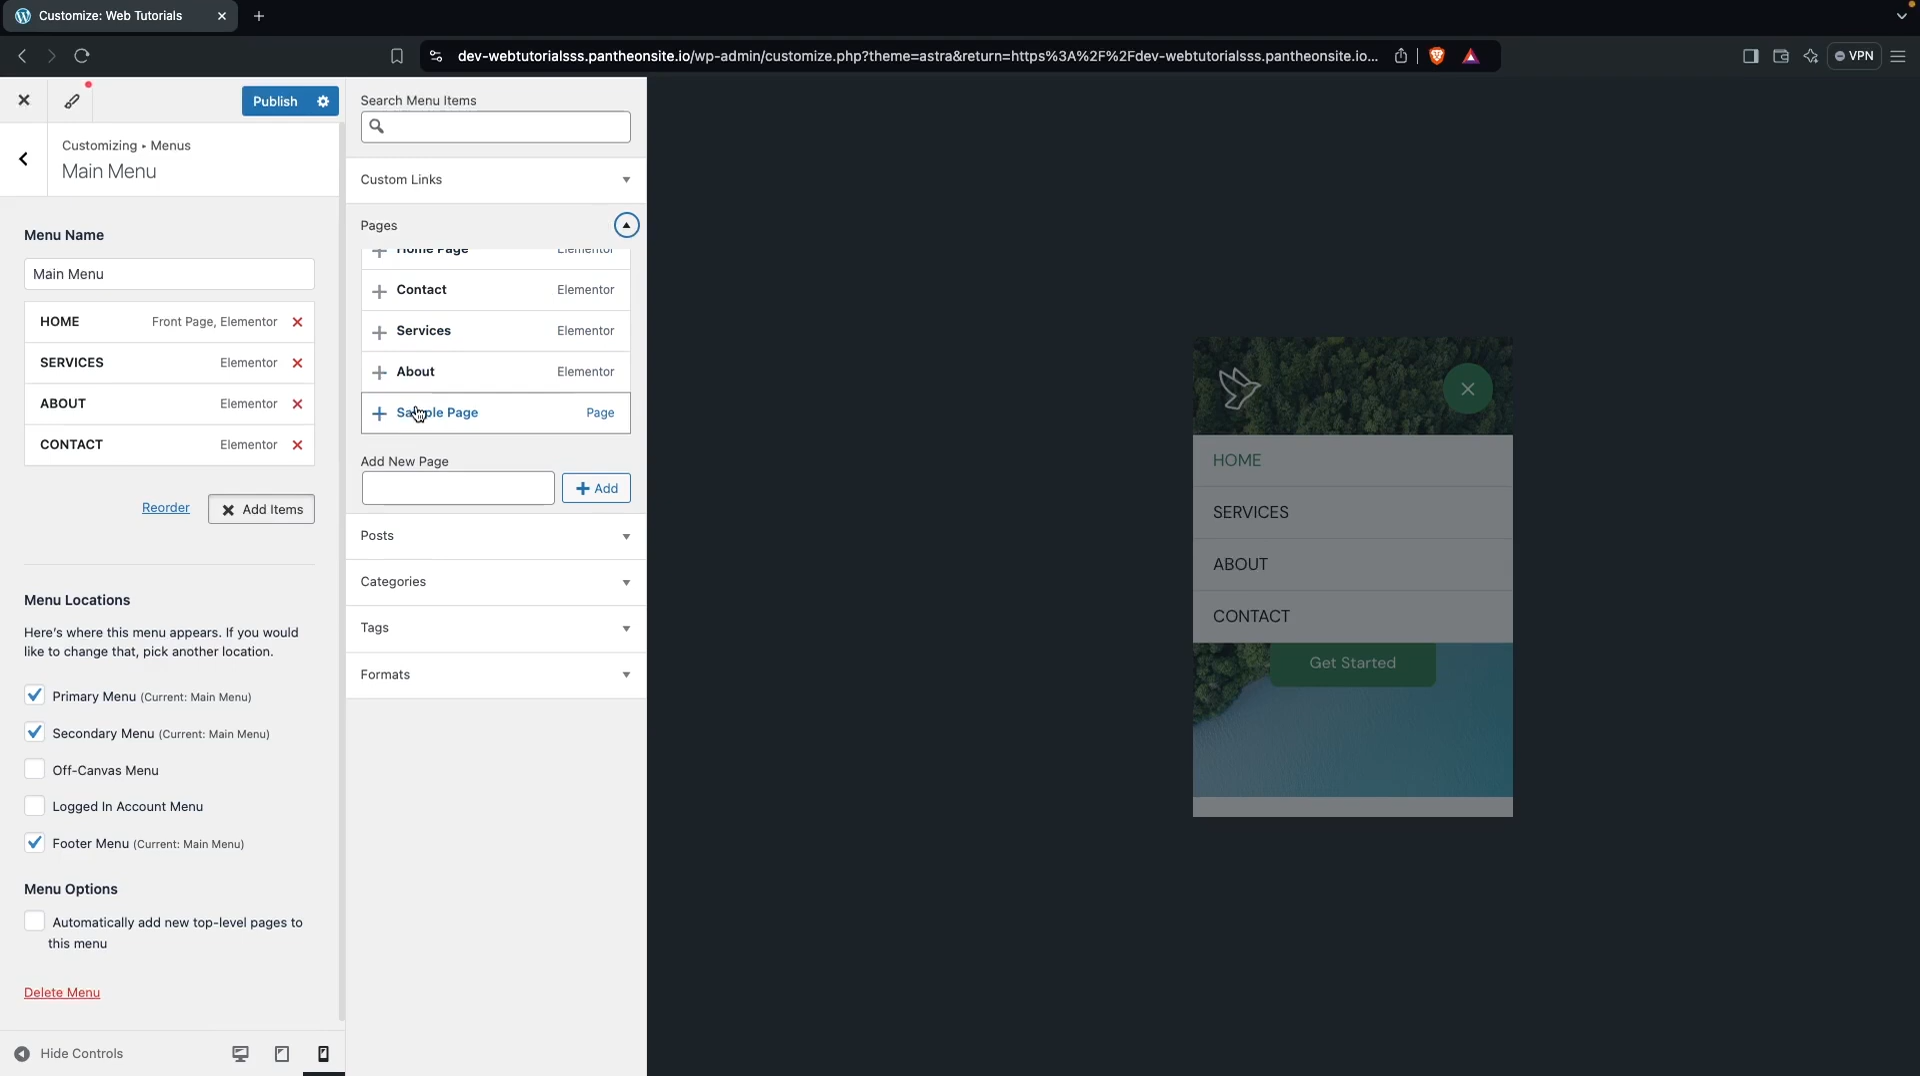 Customize: Web Tutorials
dev-webtutorialsss.pantheonsite.io/wp-admin/customize.php?theme=astra&return=https%3A%2F%2Fdev-webtutorialsss.pantheonsite.io...
VPN
Publish
Customizing ▸ Menus
Main Menu
Menu Name
Main Menu
HOME Front Page, Elementor
SERVICES Elementor
ABOUT Elementor
CONTACT Elementor
Reorder
Add Items
Menu Locations
Here's where this menu appears. If you would
like to change that, pick another location.
Primary Menu (Current: Main Menu)
Secondary Menu (Current: Main Menu)
Off-Canvas Menu
Logged In Account Menu
Footer Menu (Current: Main Menu)
Menu Options
Automatically add new top-level pages to
this menu
Delete Menu
Hide Controls
Search Menu Items
Custom Links
Pages
Home Page Elementor
Contact Elementor
Services Elementor
About Elementor
Sample Page Page
Add New Page
+ Add
Posts
Categories
Tags
Formats
HOME
SERVICES
ABOUT
CONTACT
Get Started